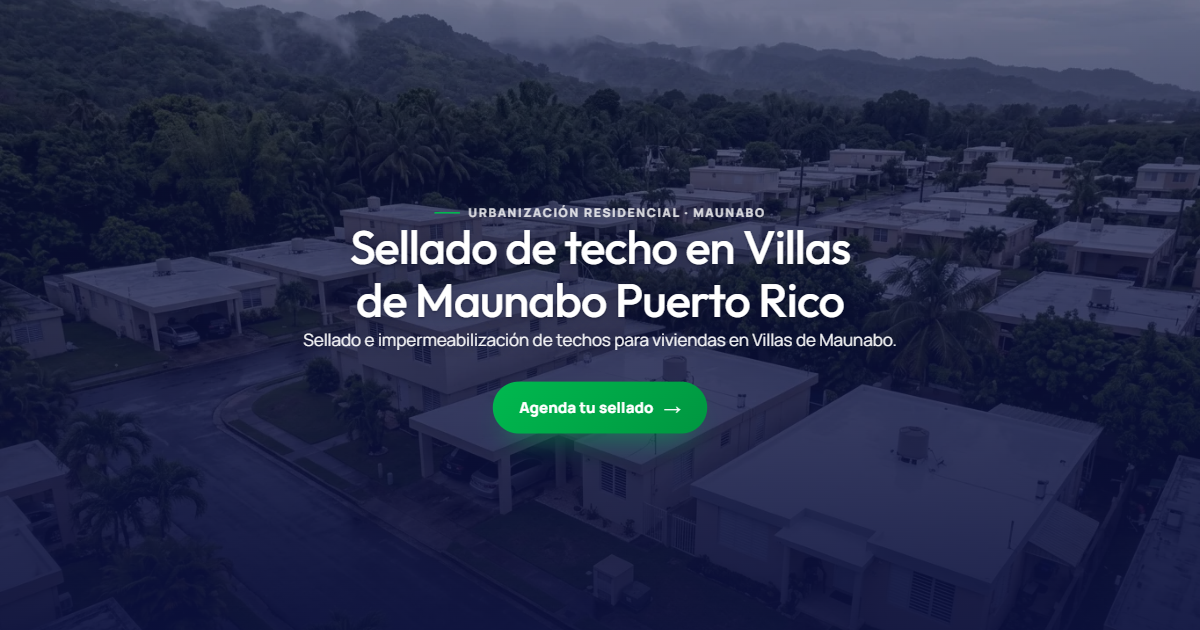 URBANIZACIÓN RESIDENCIAL · MAUNABO
Sellado de techo en Villas
de Maunabo Puerto Rico
Sellado e impermeabilización de techos para viviendas en Villas de Maunabo.
Agenda tu sellado →